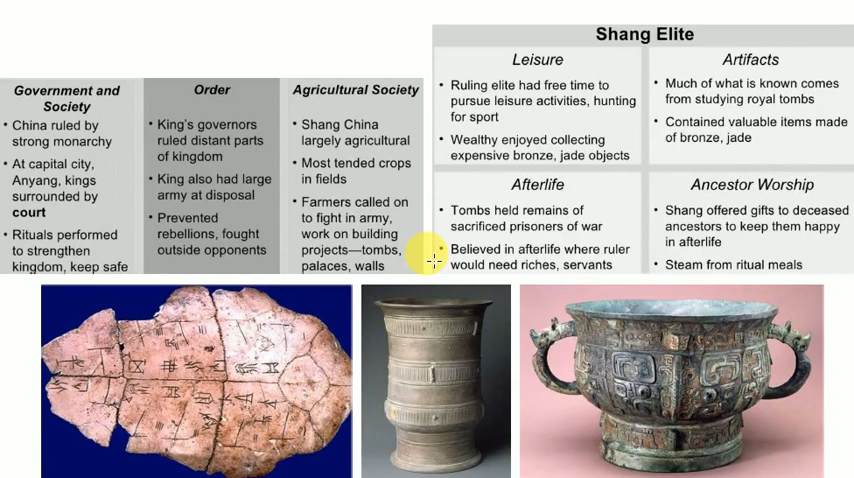 Government and
Society
• China ruled by
strong monarchy
• At capital city,
Anyang, kings
surrounded by
court
• Rituals performed
to strengthen
kingdom, keep safe
Order
• King's governors
ruled distant parts
of kingdom
• King also had large
army at disposal
• Prevented
rebellions, fought
outside opponents
Agricultural Society
• Shang China
largely agricultural
• Most tended crops
in fields
• Farmers called on
to fight in army,
work on building
projects—tombs,
palaces, walls
Shang Elite
Leisure
• Ruling elite had free time to
pursue leisure activities, hunting
for sport
• Wealthy enjoyed collecting
expensive bronze, jade objects
Artifacts
• Much of what is known comes
from studying royal tombs
• Contained valuable items made
of bronze, jade
Afterlife
• Tombs held remains of
sacrificed prisoners of war
• Believed in afterlife where ruler
would need riches, servants
Ancestor Worship
• Shang offered gifts to deceased
ancestors to keep them happy
in afterlife
• Steam from ritual meals